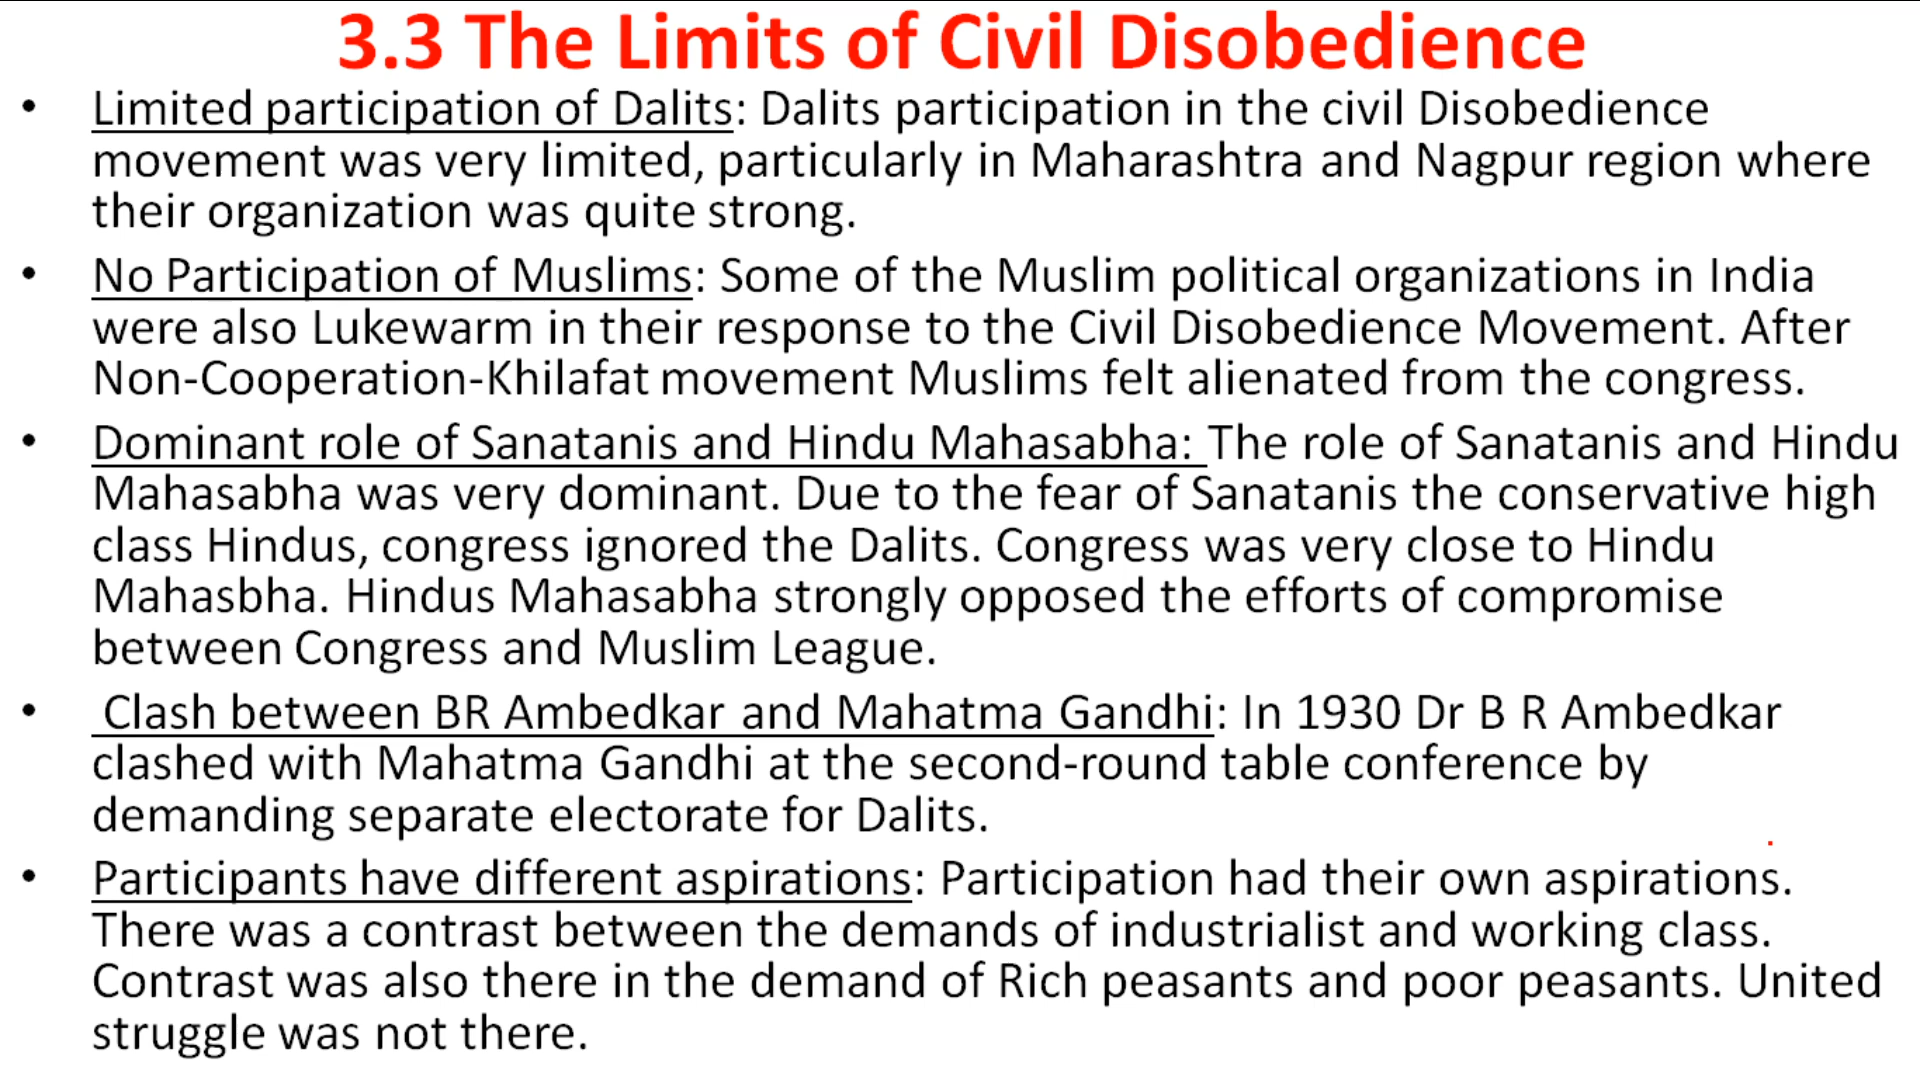 3.3 The Limits of Civil Disobedience
• Limited participation of Dalits: Dalits participation in the civil Disobedience
movement was very limited, particularly in Maharashtra and Nagpur region where
their organization was quite strong.
• No Participation of Muslims: Some of the Muslim political organizations in India
were also Lukewarm in their response to the Civil Disobedience Movement. After
Non-Cooperation-Khilafat movement Muslims felt alienated from the congress.
• Dominant role of Sanatanis and Hindu Mahasabha: The role of Sanatanis and Hindu
Mahasabha was very dominant. Due to the fear of Sanatanis the conservative high
class Hindus, congress ignored the Dalits. Congress was very close to Hindu
Mahasbha. Hindus Mahasabha strongly opposed the efforts of compromise
between Congress and Muslim League.
• Clash between BR Ambedkar and Mahatma Gandhi: In 1930 Dr B R Ambedkar
clashed with Mahatma Gandhi at the second-round table conference by
demanding separate electorate for Dalits.
• Participants have different aspirations: Participation had their own aspirations.
There was a contrast between the demands of industrialist and working class.
Contrast was also there in the demand of Rich peasants and poor peasants. United
struggle was not there.